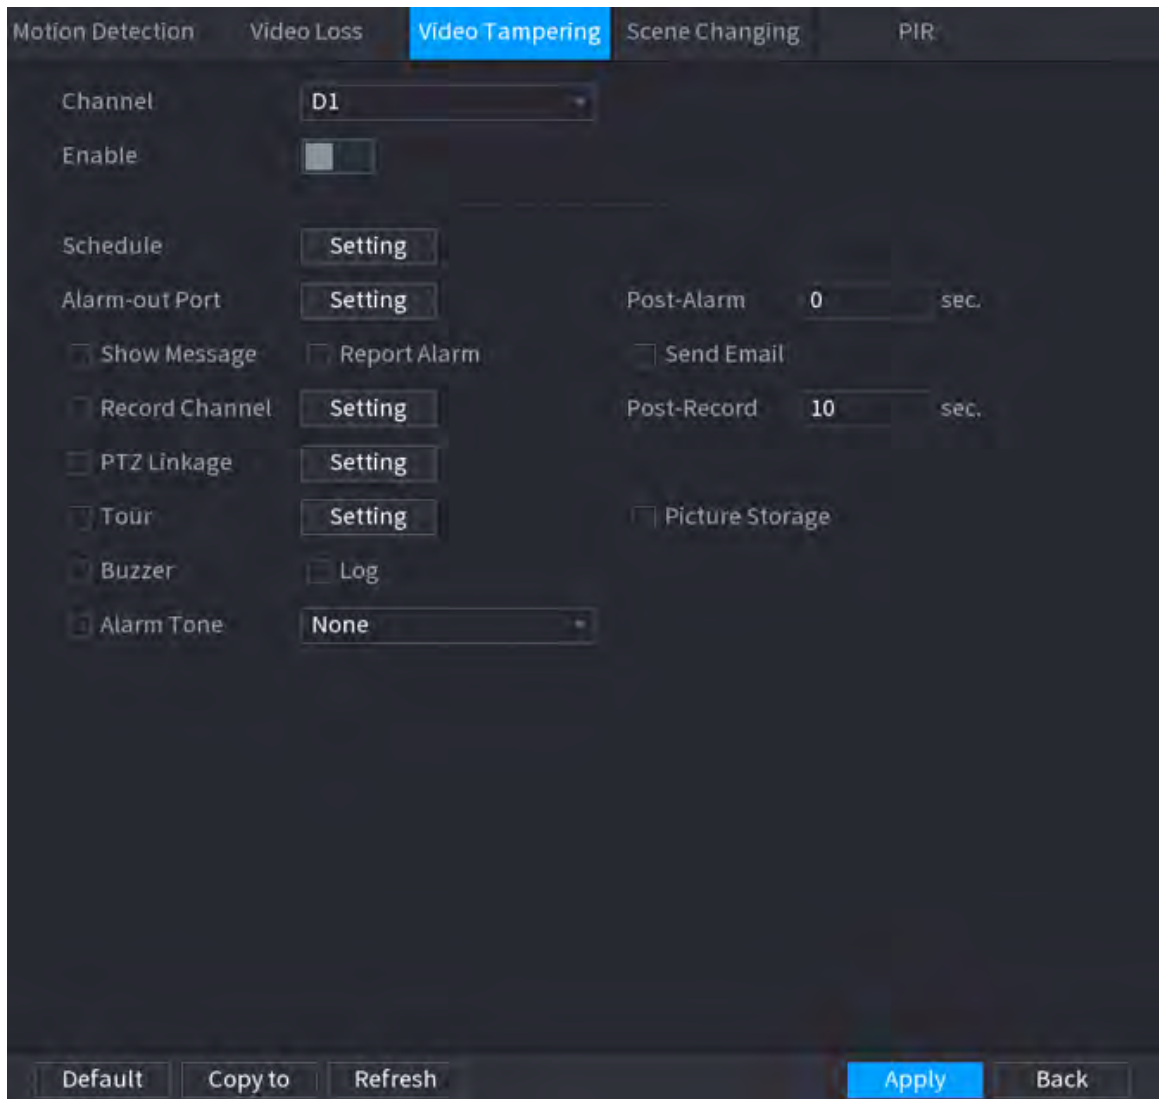 Motion Detection Video Loss Video Tampering Scene Changing PIR
Channel D1
Enable
Schedule Setting
Alarm-out Port Setting Post-Alarm 0 sec.
Show Message Report Alarm Send Email
Record Channel Setting Post-Record 10 sec.
PTZ Linkage Setting
Tour Setting Picture Storage
Buzzer Log
Alarm Tone None
Default Copy to Refresh Apply Back